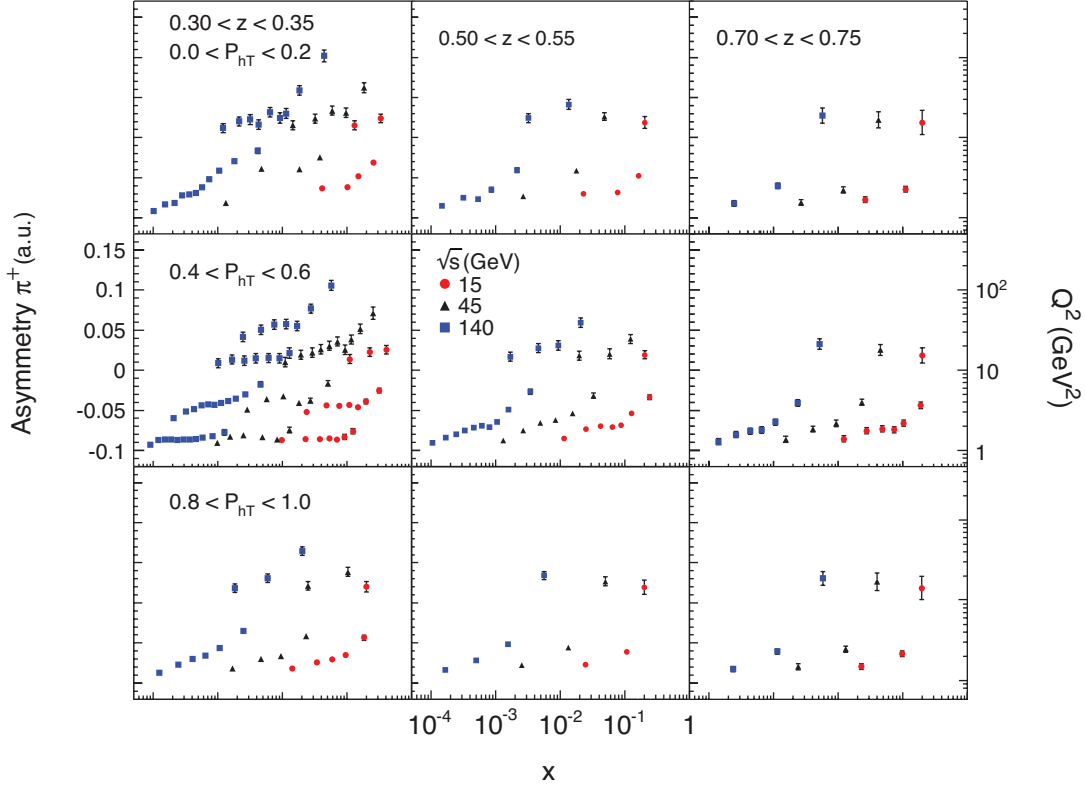 0.30 < z < 0.35
0.0 < P_hT < 0.2
0.50 < z < 0.55
0.70 < z < 0.75
Asymmetry π⁺ (a.u.)
0.15
0.1
0.05
0
-0.05
-0.1
0.4 < P_hT < 0.6
√s (GeV)
15
45
140
10²
10
1
Q² (GeV²)
0.8 < P_hT < 1.0
10⁻⁴ 10⁻³ 10⁻² 10⁻¹ 1
x